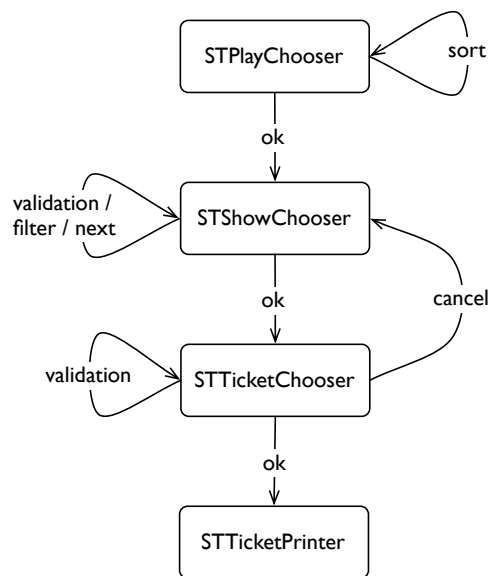 STPlayChooser
sort
ok
validation /
filter / next
STShowChooser
ok
cancel
validation
STTicketChooser
ok
STTicketPrinter